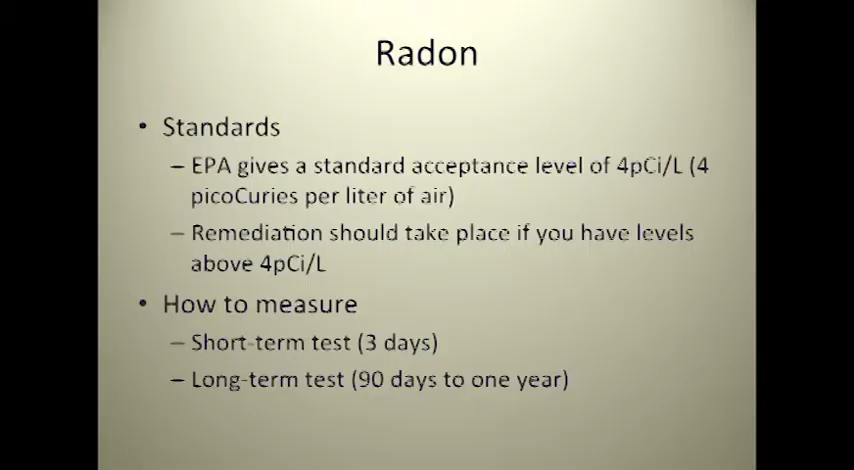 Radon
• Standards
– EPA gives a standard acceptance level of 4pCi/L (4
picoCuries per liter of air)
– Remediation should take place if you have levels
above 4pCi/L
• How to measure
– Short-term test (3 days)
– Long-term test (90 days to one year)